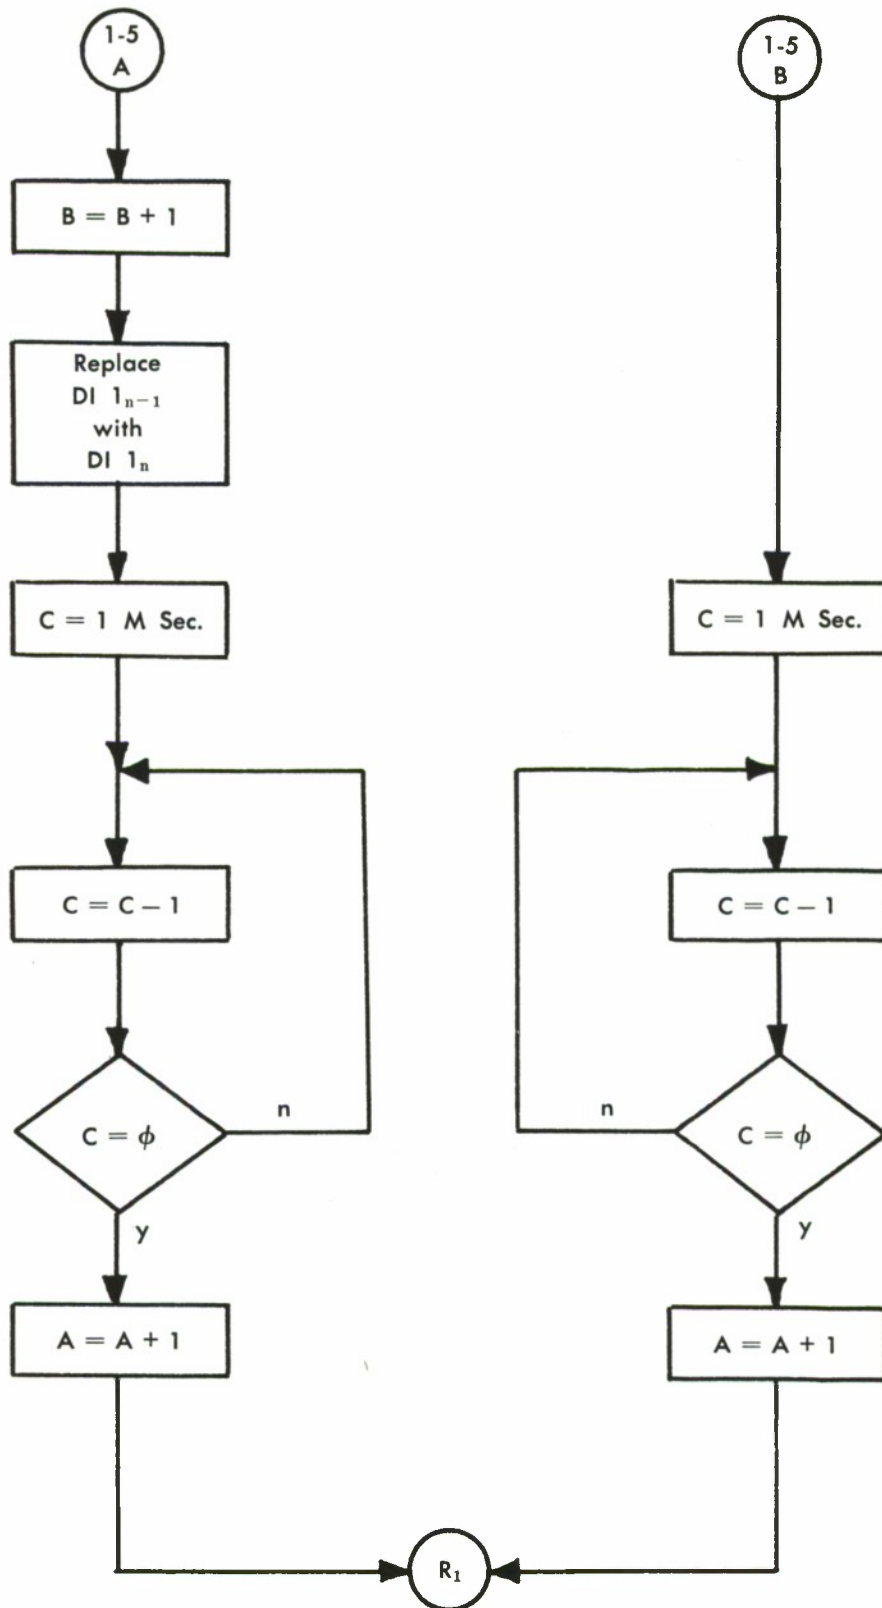 1-5
A
B = B + 1
Replace
DI 1ₙ₋₁
with
DI 1ₙ
C = 1 M Sec.
C = C – 1
C = ϕ
n
y
A = A + 1
1-5
B
C = 1 M Sec.
C = C – 1
n
C = ϕ
y
A = A + 1
R₁